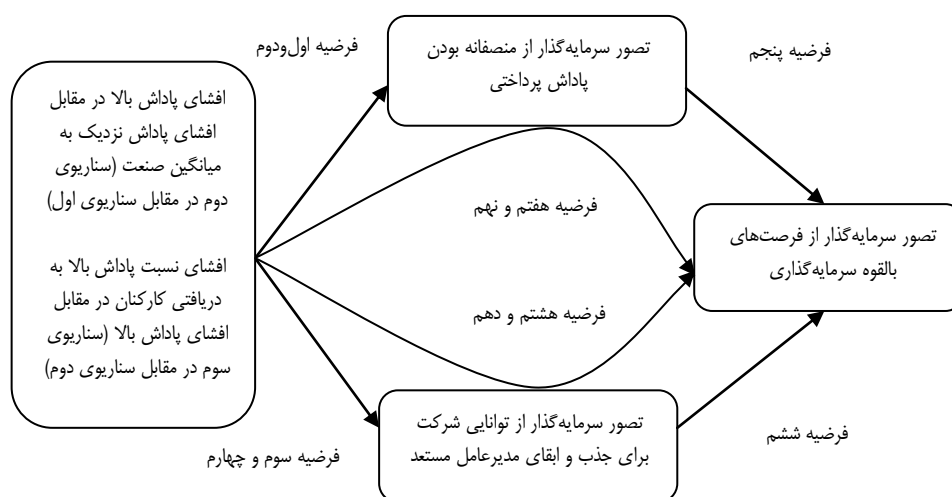 فرضیه اول‌ودوم
تصور سرمایه‌گذار از منصفانه بودن
پاداش پرداختی
فرضیه پنجم
افشای پاداش بالا در مقابل
افشای پاداش نزدیک به
میانگین صنعت (سناریوی
دوم در مقابل سناریوی اول)
افشای نسبت پاداش بالا به
دریافتی کارکنان در مقابل
افشای پاداش بالا (سناریوی
سوم در مقابل سناریوی دوم)
فرضیه هفتم و نهم
فرضیه هشتم و دهم
تصور سرمایه‌گذار از فرصت‌های
بالقوه سرمایه‌گذاری
فرضیه سوم و چهارم
تصور سرمایه‌گذار از توانایی شرکت
برای جذب و ابقای مدیرعامل مستعد
فرضیه ششم